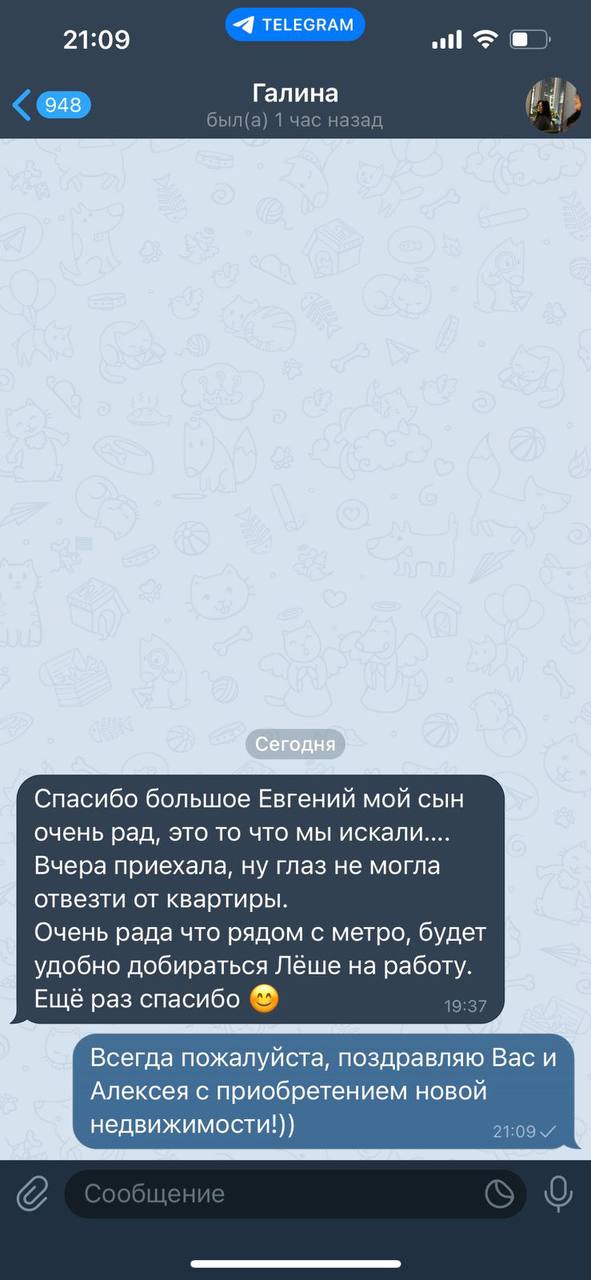 21:09
TELEGRAM
948
Галина
был(а) 1 час назад
Сегодня
Спасибо большое Евгений мой сын
очень рад, это то что мы искали....
Вчера приехала, ну глаз не могла
отвезти от квартиры.
Очень рада что рядом с метро, будет
удобно добираться Лёше на работу.
Ещё раз спасибо 😊
19:37
Всегда пожалуйста, поздравляю Вас и
Алексея с приобретением новой
недвижимости!))
21:09
Сообщение